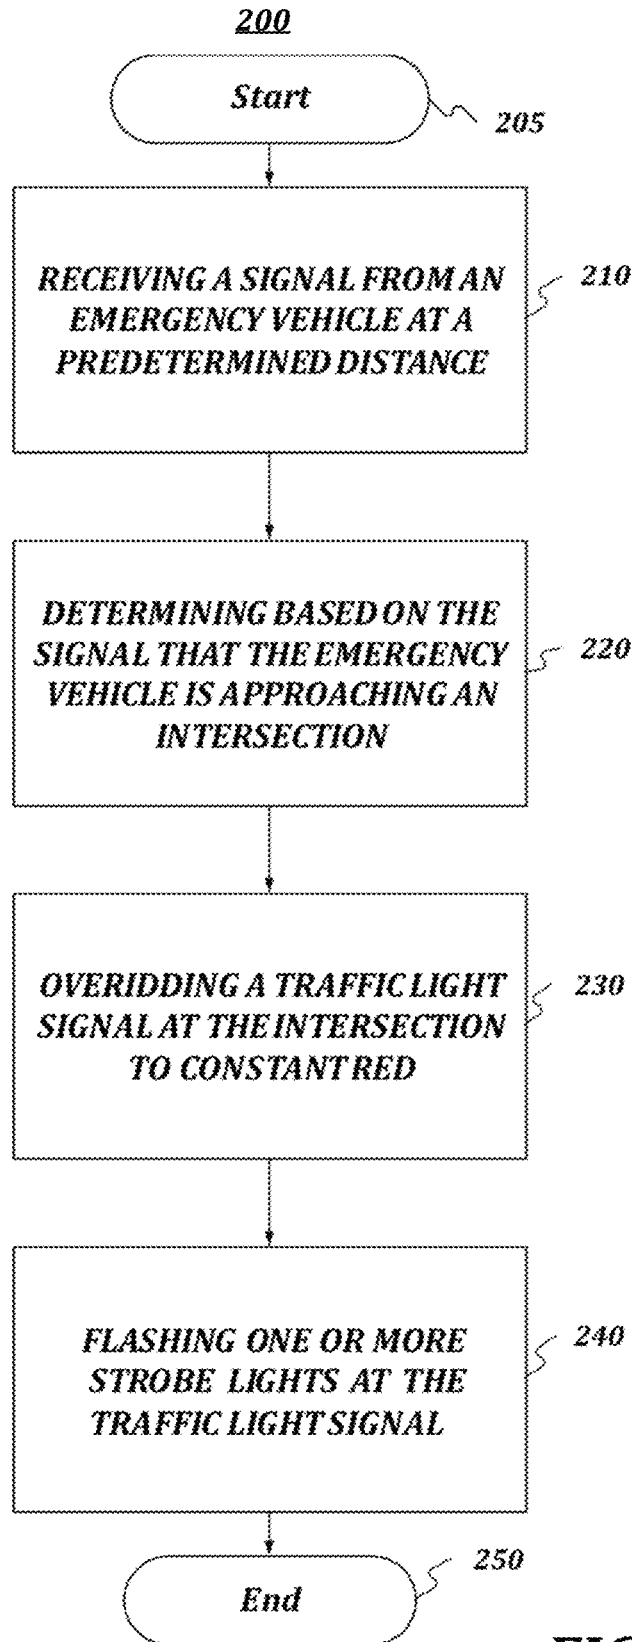 200
Start
205
RECEIVING A SIGNAL FROM AN
EMERGENCY VEHICLE AT A
PREDETERMINED DISTANCE
210
DETERMINING BASED ON THE
SIGNAL THAT THE EMERGENCY
VEHICLE IS APPROACHING AN
INTERSECTION
220
OVERIDDING A TRAFFIC LIGHT
SIGNAL AT THE INTERSECTION
TO CONSTANT RED
230
FLASHING ONE OR MORE
STROBE LIGHTS AT THE
TRAFFIC LIGHT SIGNAL
240
End
250